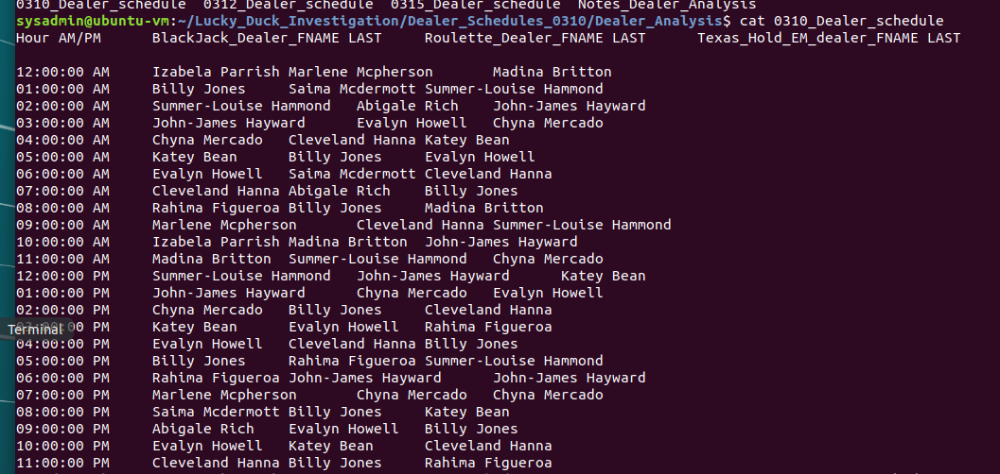 0310_Dealer_schedule  0312_Dealer_schedule  0315_Dealer_schedule  Notes_Dealer_Analysis
sysadmin@ubuntu-vm:~/Lucky_Duck_Investigation/Dealer_Schedules_0310/Dealer_Analysis$ cat 0310_Dealer_schedule
Hour AM/PM	BlackJack_Dealer_FNAME LAST	Roulette_Dealer_FNAME LAST	Texas_Hold_EM_dealer_FNAME LAST
12:00:00 AM	Izabela Parrish	Marlene Mcpherson	Madina Britton
01:00:00 AM	Billy Jones	Saima Mcdermott	Summer-Louise Hammond
02:00:00 AM	Summer-Louise Hammond	Abigale Rich	John-James Hayward
03:00:00 AM	John-James Hayward	Evalyn Howell	Chyna Mercado
04:00:00 AM	Chyna Mercado	Cleveland Hanna	Katey Bean
05:00:00 AM	Katey Bean	Billy Jones	Evalyn Howell
06:00:00 AM	Evalyn Howell	Saima Mcdermott	Cleveland Hanna
07:00:00 AM	Cleveland Hanna	Abigale Rich	Billy Jones
08:00:00 AM	Rahima Figueroa	Billy Jones	Madina Britton
09:00:00 AM	Marlene Mcpherson	Cleveland Hanna	Summer-Louise Hammond
10:00:00 AM	Izabela Parrish	Madina Britton	John-James Hayward
11:00:00 AM	Madina Britton	Summer-Louise Hammond	Chyna Mercado
12:00:00 PM	Summer-Louise Hammond	John-James Hayward	Katey Bean
01:00:00 PM	John-James Hayward	Chyna Mercado	Evalyn Howell
02:00:00 PM	Chyna Mercado	Billy Jones	Cleveland Hanna
Terminal
03:00:00 PM	Katey Bean	Evalyn Howell	Rahima Figueroa
04:00:00 PM	Evalyn Howell	Cleveland Hanna	Billy Jones
05:00:00 PM	Billy Jones	Rahima Figueroa	Summer-Louise Hammond
06:00:00 PM	Rahima Figueroa	John-James Hayward	John-James Hayward
07:00:00 PM	Marlene Mcpherson	Chyna Mercado	Chyna Mercado
08:00:00 PM	Saima Mcdermott	Billy Jones	Katey Bean
09:00:00 PM	Abigale Rich	Evalyn Howell	Billy Jones
10:00:00 PM	Evalyn Howell	Katey Bean	Cleveland Hanna
11:00:00 PM	Cleveland Hanna	Billy Jones	Rahima Figueroa